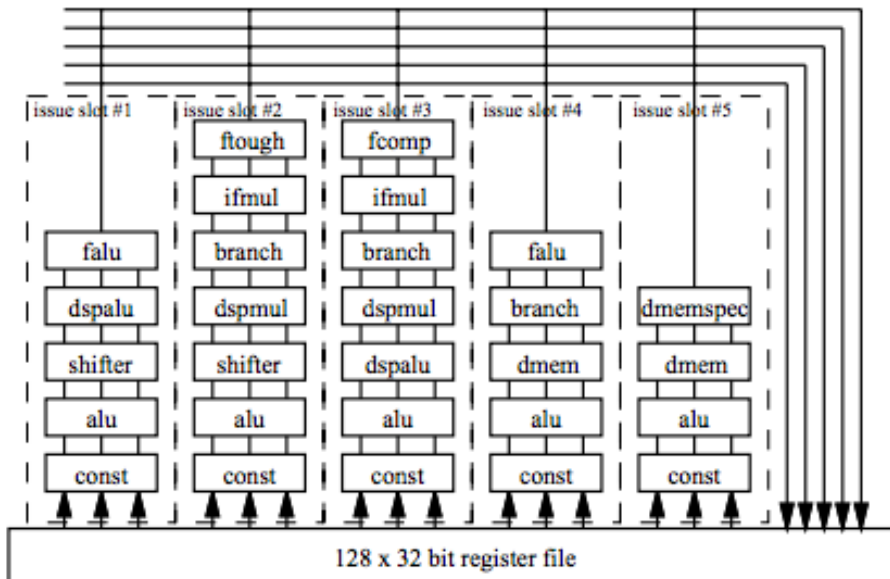 issue slot #1
issue slot #2
issue slot #3
issue slot #4
issue slot #5
ftough
fcomp
ifmul
ifmul
falu
branch
branch
falu
dspalu
dspmul
dspmul
branch
dmemspec
shifter
shifter
dspalu
dmem
dmem
alu
alu
alu
alu
alu
const
const
const
const
const
128 x 32 bit register file